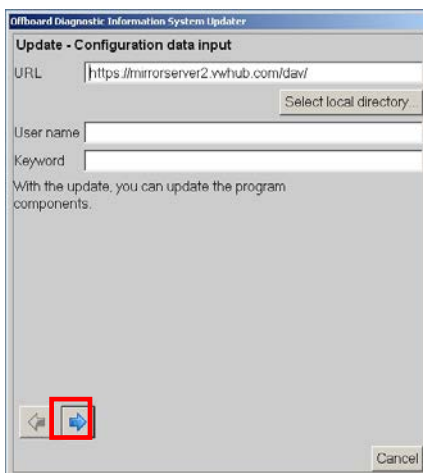 Offboard Diagnostic Information System Updater
Update - Configuration data input
URL https://mirrorserver2.vwhub.com/dav/
Select local directory...
User name
Keyword
With the update, you can update the program
components.
Cancel